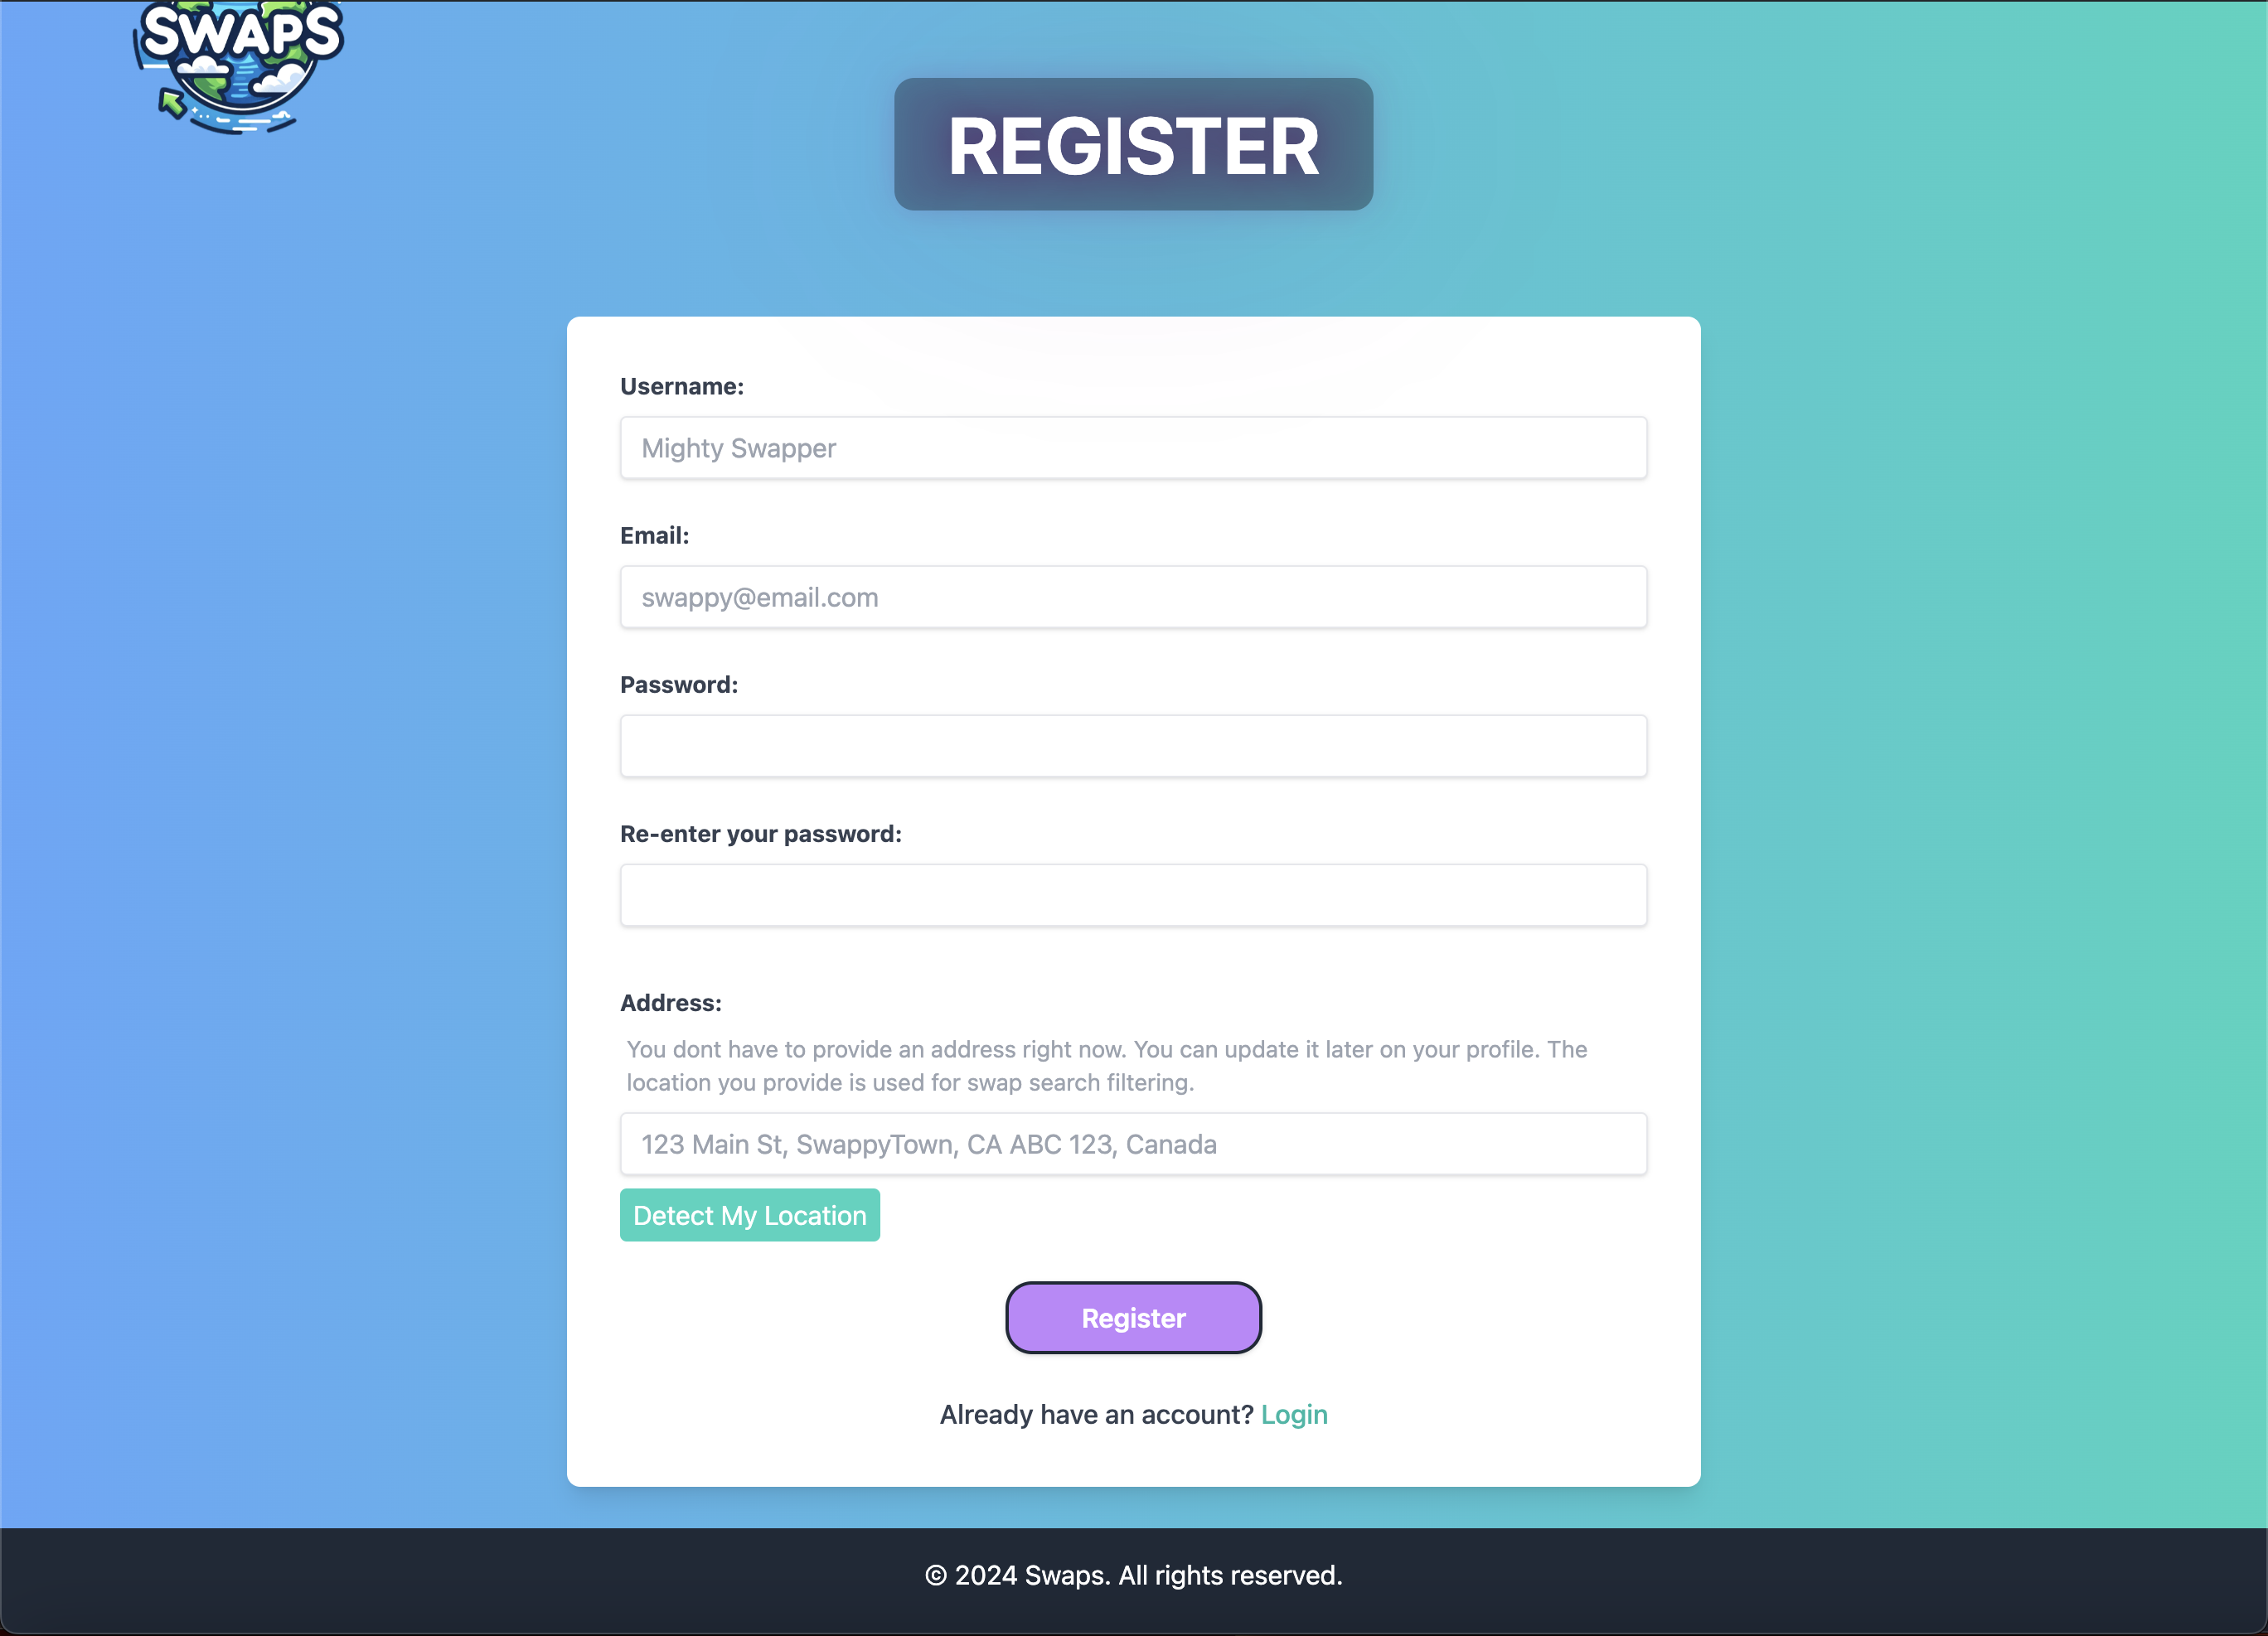 SWAPS
REGISTER
Username:
Mighty Swapper
Email:
swappy@email.com
Password:
Re-enter your password:
Address:
You dont have to provide an address right now. You can update it later on your profile. The
location you provide is used for swap search filtering.
123 Main St, SwappyTown, CA ABC 123, Canada
Detect My Location
Register
Already have an account? Login
© 2024 Swaps. All rights reserved.